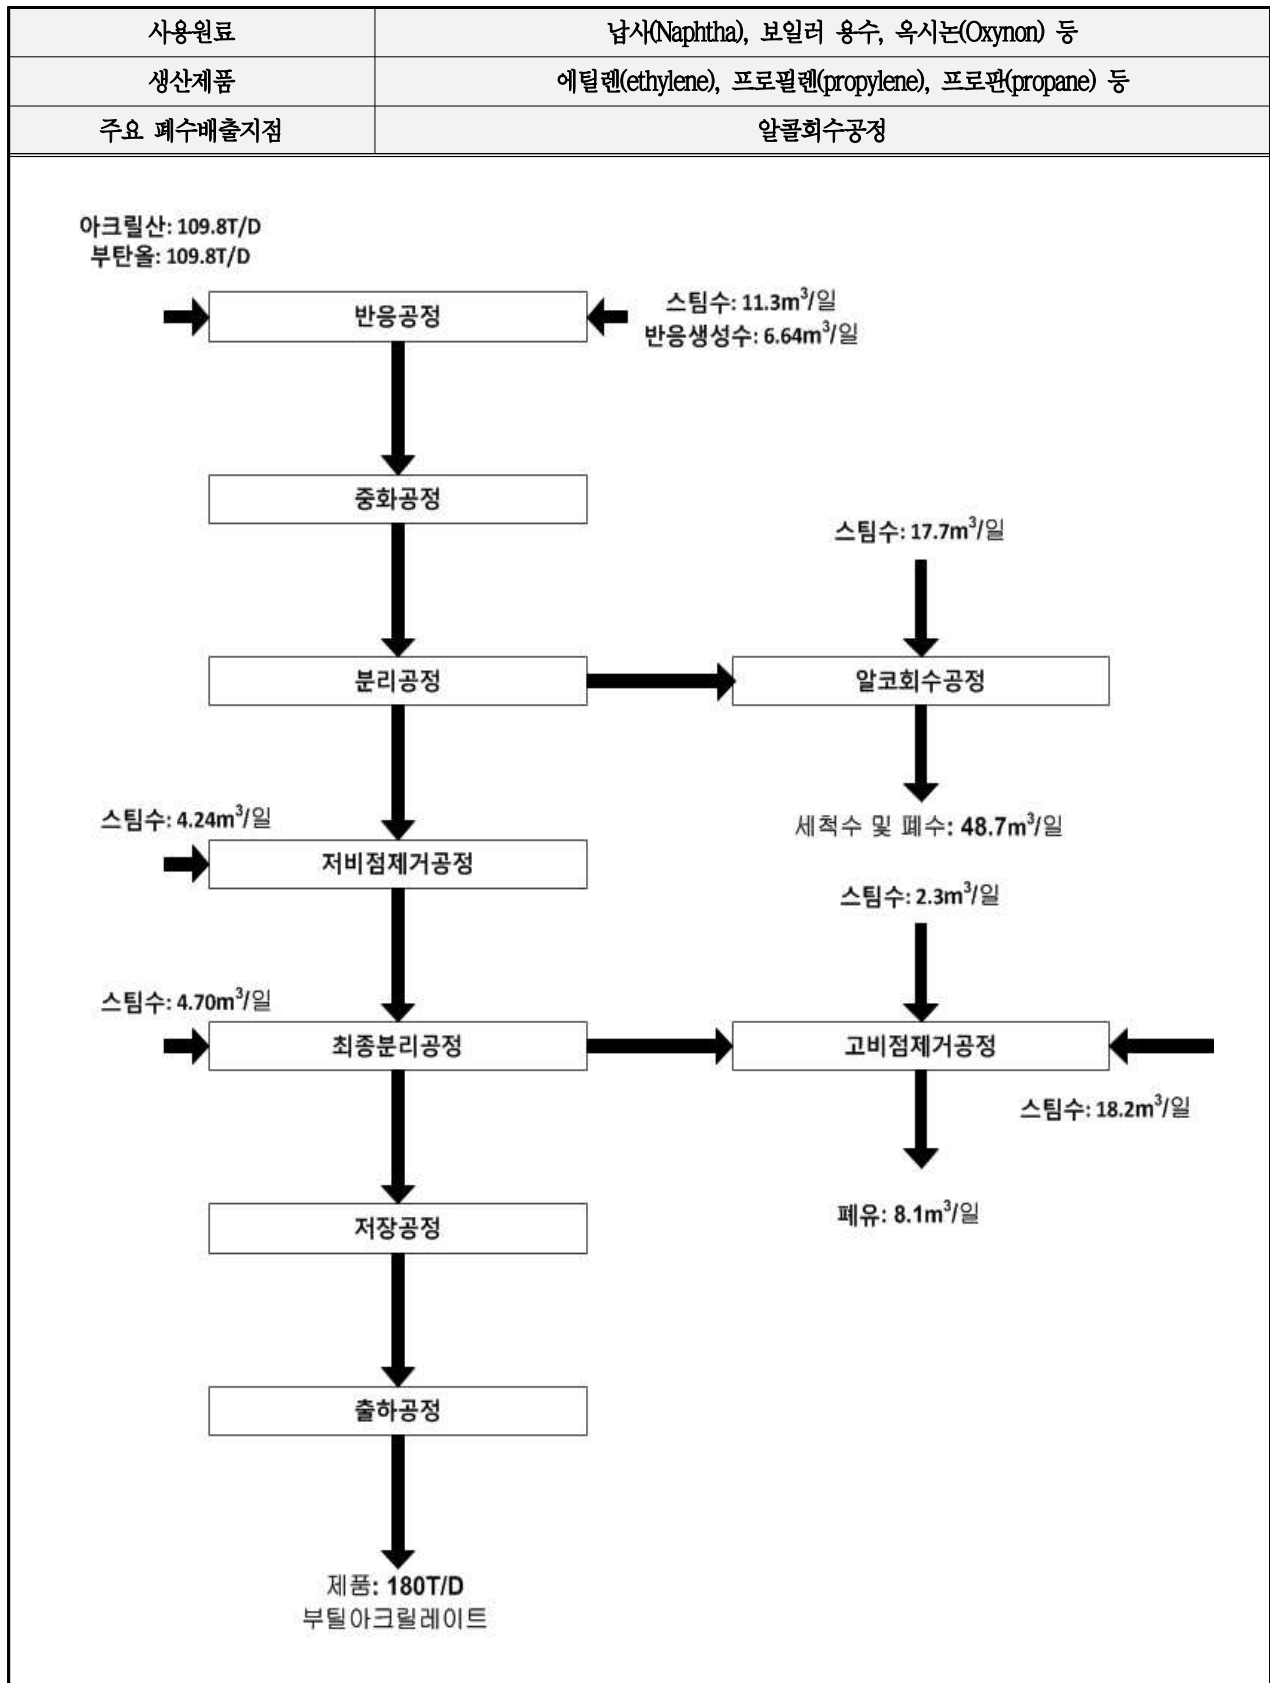 사용원료 납사(Naphtha), 보일러 용수, 옥시논(Oxynon) 등
생산제품 에틸렌(ethylene), 프로필렌(propylene), 프로판(propane) 등
주요 폐수배출지점 알콜회수공정
아크릴산: 109.8T/D
부탄올: 109.8T/D
반응공정
스팀수: 11.3m³/일
반응생성수: 6.64m³/일
중화공정
스팀수: 17.7m³/일
분리공정
알코회수공정
스팀수: 4.24m³/일
세척수 및 폐수: 48.7m³/일
저비점제거공정
스팀수: 2.3m³/일
스팀수: 4.70m³/일
최종분리공정
고비점제거공정
스팀수: 18.2m³/일
저장공정
폐유: 8.1m³/일
출하공정
제품: 180T/D
부틸아크릴레이트